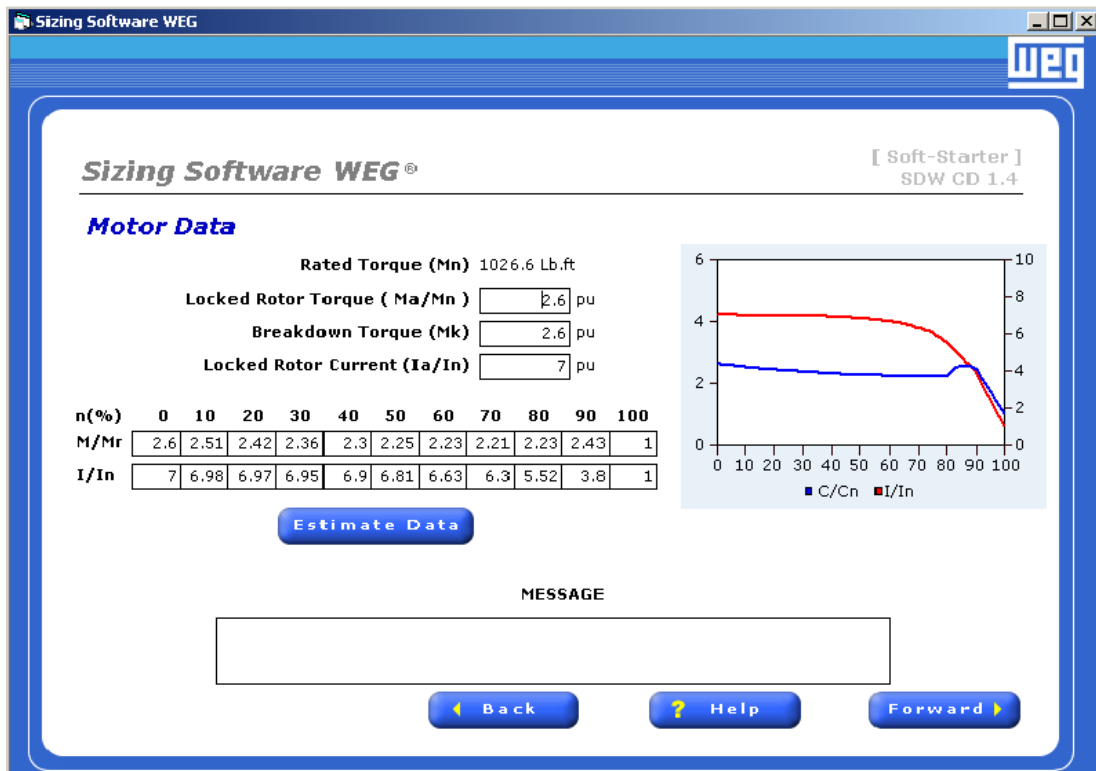 Sizing Software WEG
weg
Sizing Software WEG®
[ Soft-Starter ]
SDW CD 1.4
Motor Data
Rated Torque (Mn) 1026.6 Lb.ft
Locked Rotor Torque ( Ma/Mn ) 2.6 pu
Breakdown Torque (Mk) 2.6 pu
Locked Rotor Current (Ia/In) 7 pu
n(%) 0 10 20 30 40 50 60 70 80 90 100
M/Mr 2.6 2.51 2.42 2.36 2.3 2.25 2.23 2.21 2.23 2.43 1
I/In 7 6.98 6.97 6.95 6.9 6.81 6.63 6.3 5.52 3.8 1
6 10
8
4 6
2 4
2
0 0
0 10 20 30 40 50 60 70 80 90 100
C/Cn I/In
Estimate Data
MESSAGE
Back
? Help
Forward